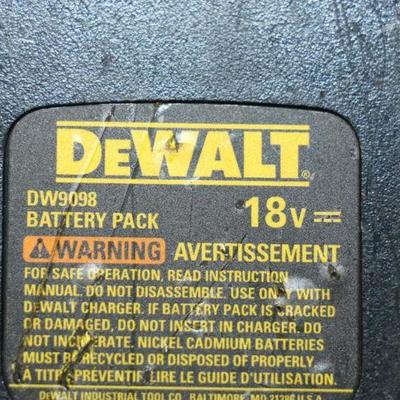 DEWALT®
DW9098
BATTERY PACK 18V
WARNING AVERTISSEMENT
FOR SAFE OPERATION, READ INSTRUCTION
MANUAL. DO NOT DISASSEMBLE. USE ONLY WITH
DEWALT CHARGER. IF BATTERY PACK IS CRACKED
OR DAMAGED, DO NOT INSERT IN CHARGER. DO
NOT INCINERATE. NICKEL CADMIUM BATTERIES
MUST BE RECYCLED OR DISPOSED OF PROPERLY
A TITRE PRÉVENTIF, LIRE LE GUIDE D'UTILISATION.
DEWALT INDUSTRIAL TOOL CO., BALTIMORE, MD 21286 U.S.A.